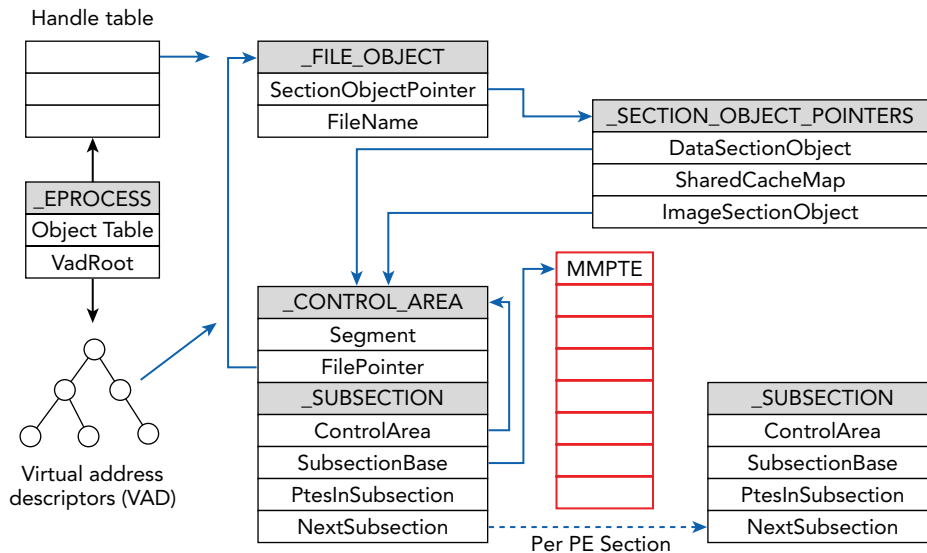 Handle table
_FILE_OBJECT
SectionObjectPointer
FileName
_SECTION_OBJECT_POINTERS
DataSectionObject
SharedCacheMap
ImageSectionObject
_EPROCESS
Object Table
VadRoot
MMPTE
_CONTROL_AREA
Segment
FilePointer
_SUBSECTION
ControlArea
SubsectionBase
PtesInSubsection
NextSubsection
_SUBSECTION
ControlArea
SubsectionBase
PtesInSubsection
NextSubsection
Virtual address
descriptors (VAD)
Per PE Section